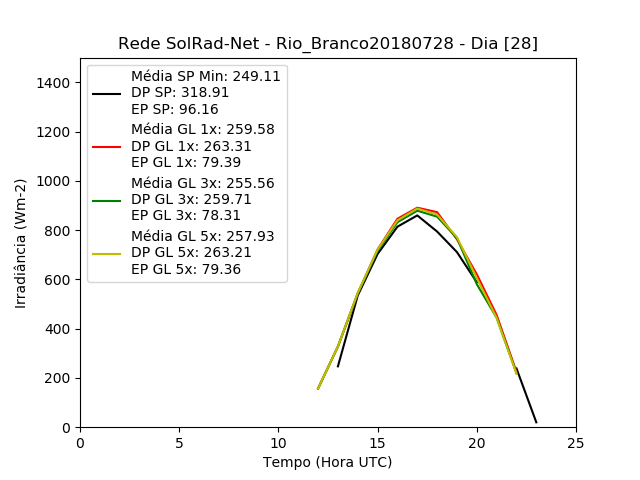 Rede SolRad-Net - Rio_Branco20180728 - Dia [28]
Média SP Min: 249.11
DP SP: 318.91
EP SP: 96.16
Média GL 1x: 259.58
DP GL 1x: 263.31
EP GL 1x: 79.39
Média GL 3x: 255.56
DP GL 3x: 259.71
EP GL 3x: 78.31
Média GL 5x: 257.93
DP GL 5x: 263.21
EP GL 5x: 79.36
Irradiância (Wm-2)
1400
1200
1000
800
600
400
200
0
0 5 10 15 20 25
Tempo (Hora UTC)